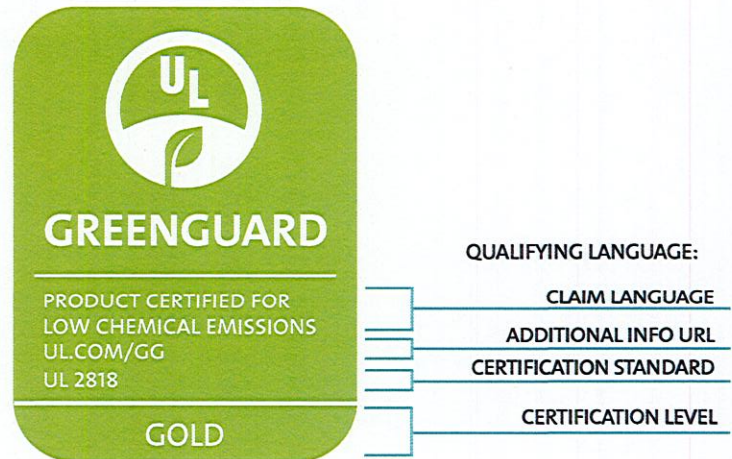 UL
GREENGUARD
PRODUCT CERTIFIED FOR
LOW CHEMICAL EMISSIONS
UL.COM/GG
UL 2818
GOLD
QUALIFYING LANGUAGE:
CLAIM LANGUAGE
ADDITIONAL INFO URL
CERTIFICATION STANDARD
CERTIFICATION LEVEL